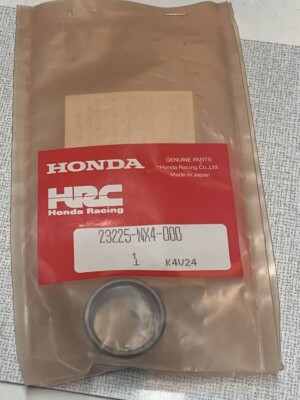 HONDA
GENUINE PARTS
Honda Racing Co., Ltd.
Made in Japan
HRC
Honda Racing
23225-NX4-000
1 K4V24